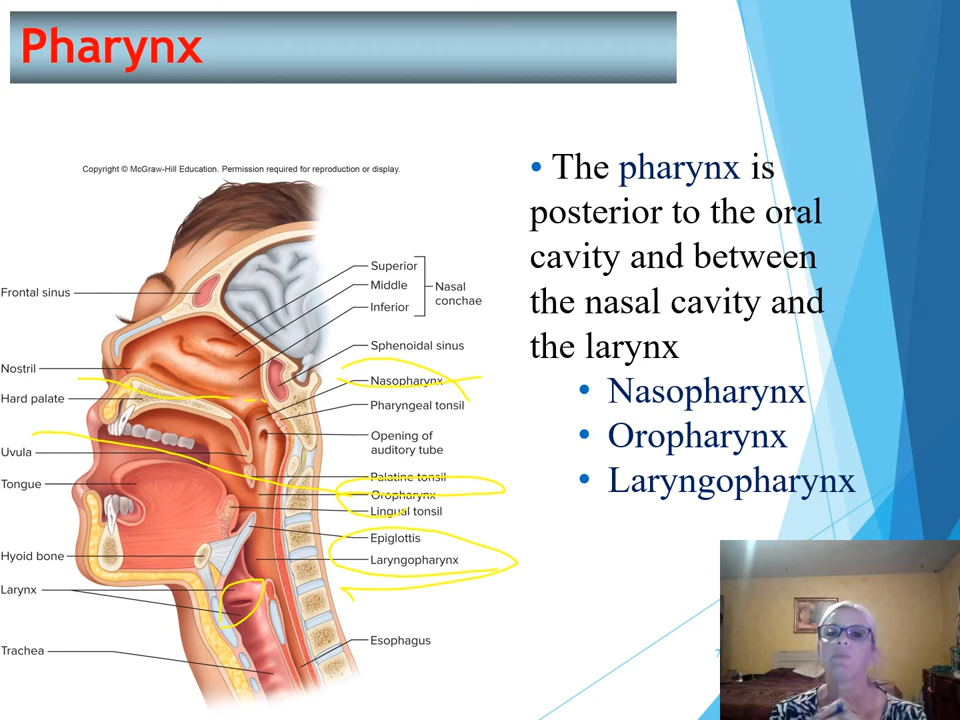 Pharynx
Copyright © McGraw-Hill Education. Permission required for reproduction or display.
Frontal sinus
Nostril
Hard palate
Uvula
Tongue
Hyoid bone
Larynx
Trachea
Superior
Middle
Inferior
Nasal
conchae
Sphenoidal sinus
Nasopharynx
Pharyngeal tonsil
Opening of
auditory tube
Palatine tonsil
Oropharynx
Lingual tonsil
Epiglottis
Laryngopharynx
Esophagus
• The pharynx is
posterior to the oral
cavity and between
the nasal cavity and
the larynx
• Nasopharynx
• Oropharynx
• Laryngopharynx